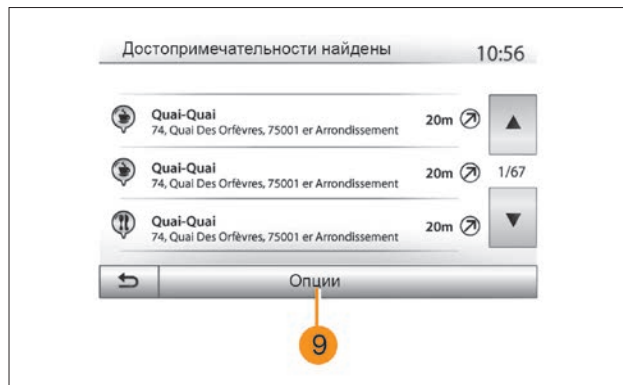 Достопримечательности найдены 10:56
Quai-Quai
74, Quai Des Orfèvres, 75001 er Arrondissement
20m
▲
Quai-Quai
74, Quai Des Orfèvres, 75001 er Arrondissement
20m
1/67
Quai-Quai
74, Quai Des Orfèvres, 75001 er Arrondissement
20m
▼
Опции
9